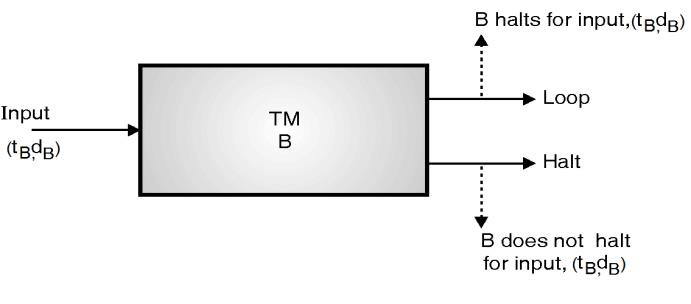 B halts for input,(tB,dB)
Loop
Input
(tB,dB)
TM
B
Halt
B does not halt
for input, (tB,dB)